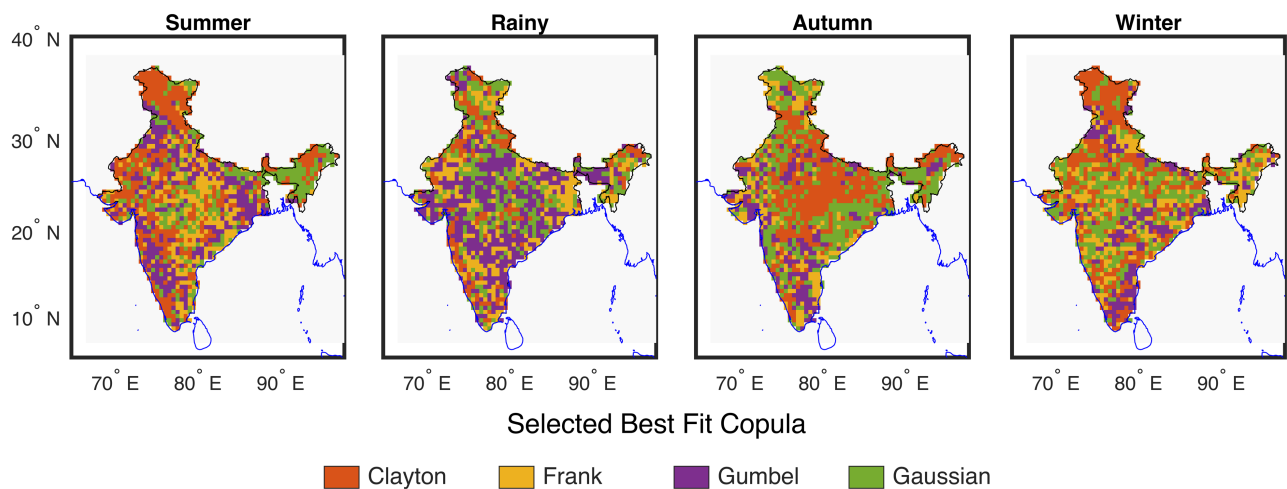 Summer Rainy Autumn Winter
40° N
30° N
20° N
10° N
70° E 80° E 90° E 70° E 80° E 90° E 70° E 80° E 90° E 70° E 80° E 90° E
Selected Best Fit Copula
Clayton Frank Gumbel Gaussian